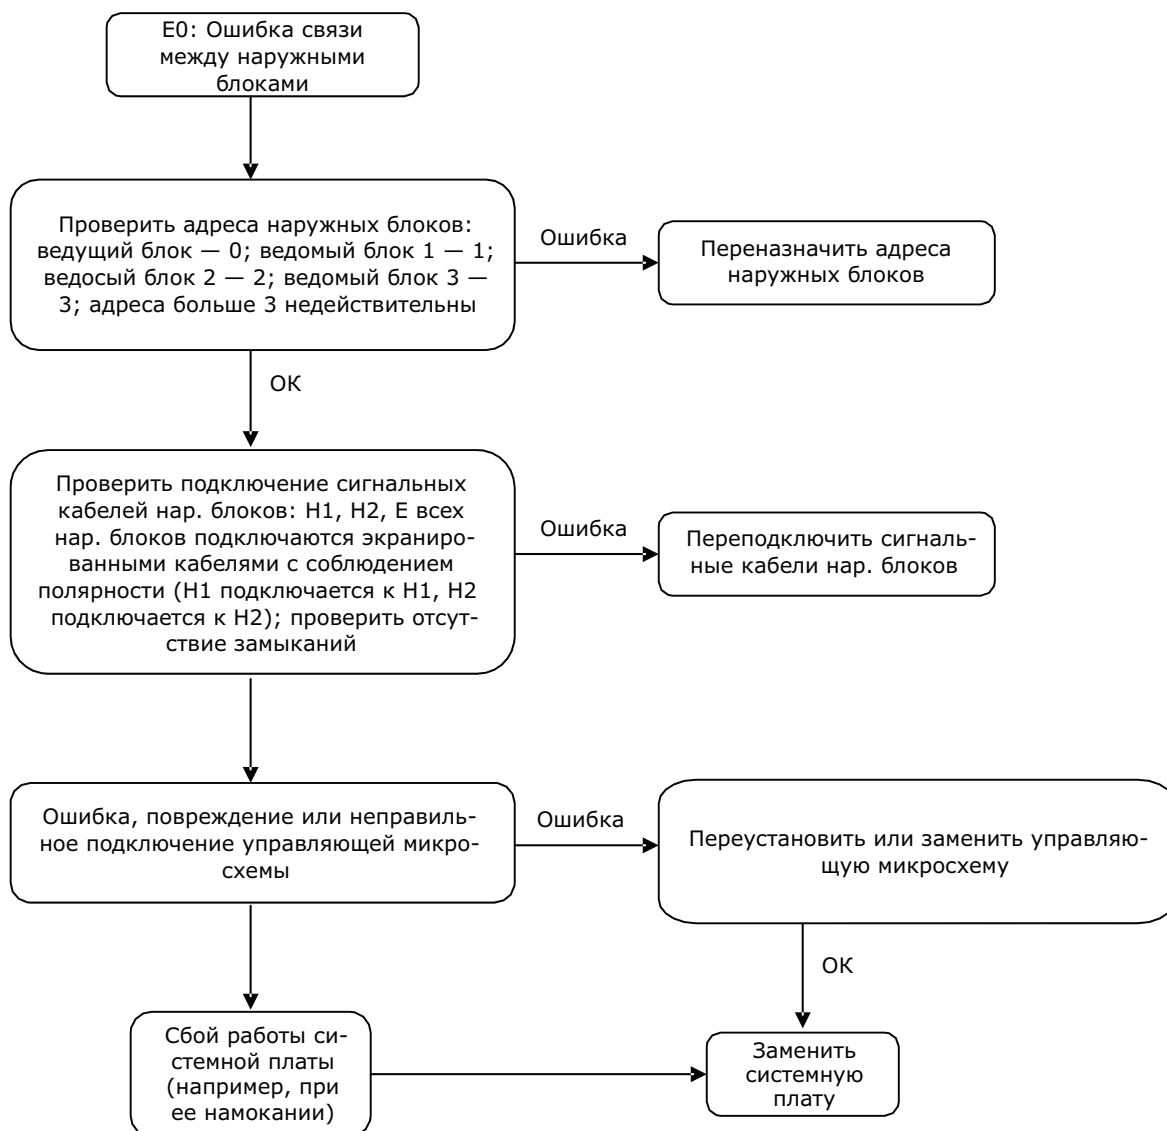 E0: Ошибка связи
между наружными
блоками
Проверить адреса наружных блоков:
ведущий блок — 0; ведомый блок 1 — 1;
ведосый блок 2 — 2; ведомый блок 3 —
3; адреса больше 3 недействительны
Ошибка
Переназначить адреса
наружных блоков
ОК
Проверить подключение сигнальных
кабелей нар. блоков: H1, H2, E всех
нар. блоков подключаются экраниро-
ванными кабелями с соблюдением
полярности (H1 подключается к H1, H2
подключается к H2); проверить отсут-
ствие замыканий
Ошибка
Переподключить сигналь-
ные кабели нар. блоков
Ошибка, повреждение или неправиль-
ное подключение управляющей микро-
схемы
Ошибка
Переустановить или заменить управляю-
щую микросхему
ОК
Сбой работы си-
стемной платы
(например, при
ее намокании)
Заменить
системную
плату